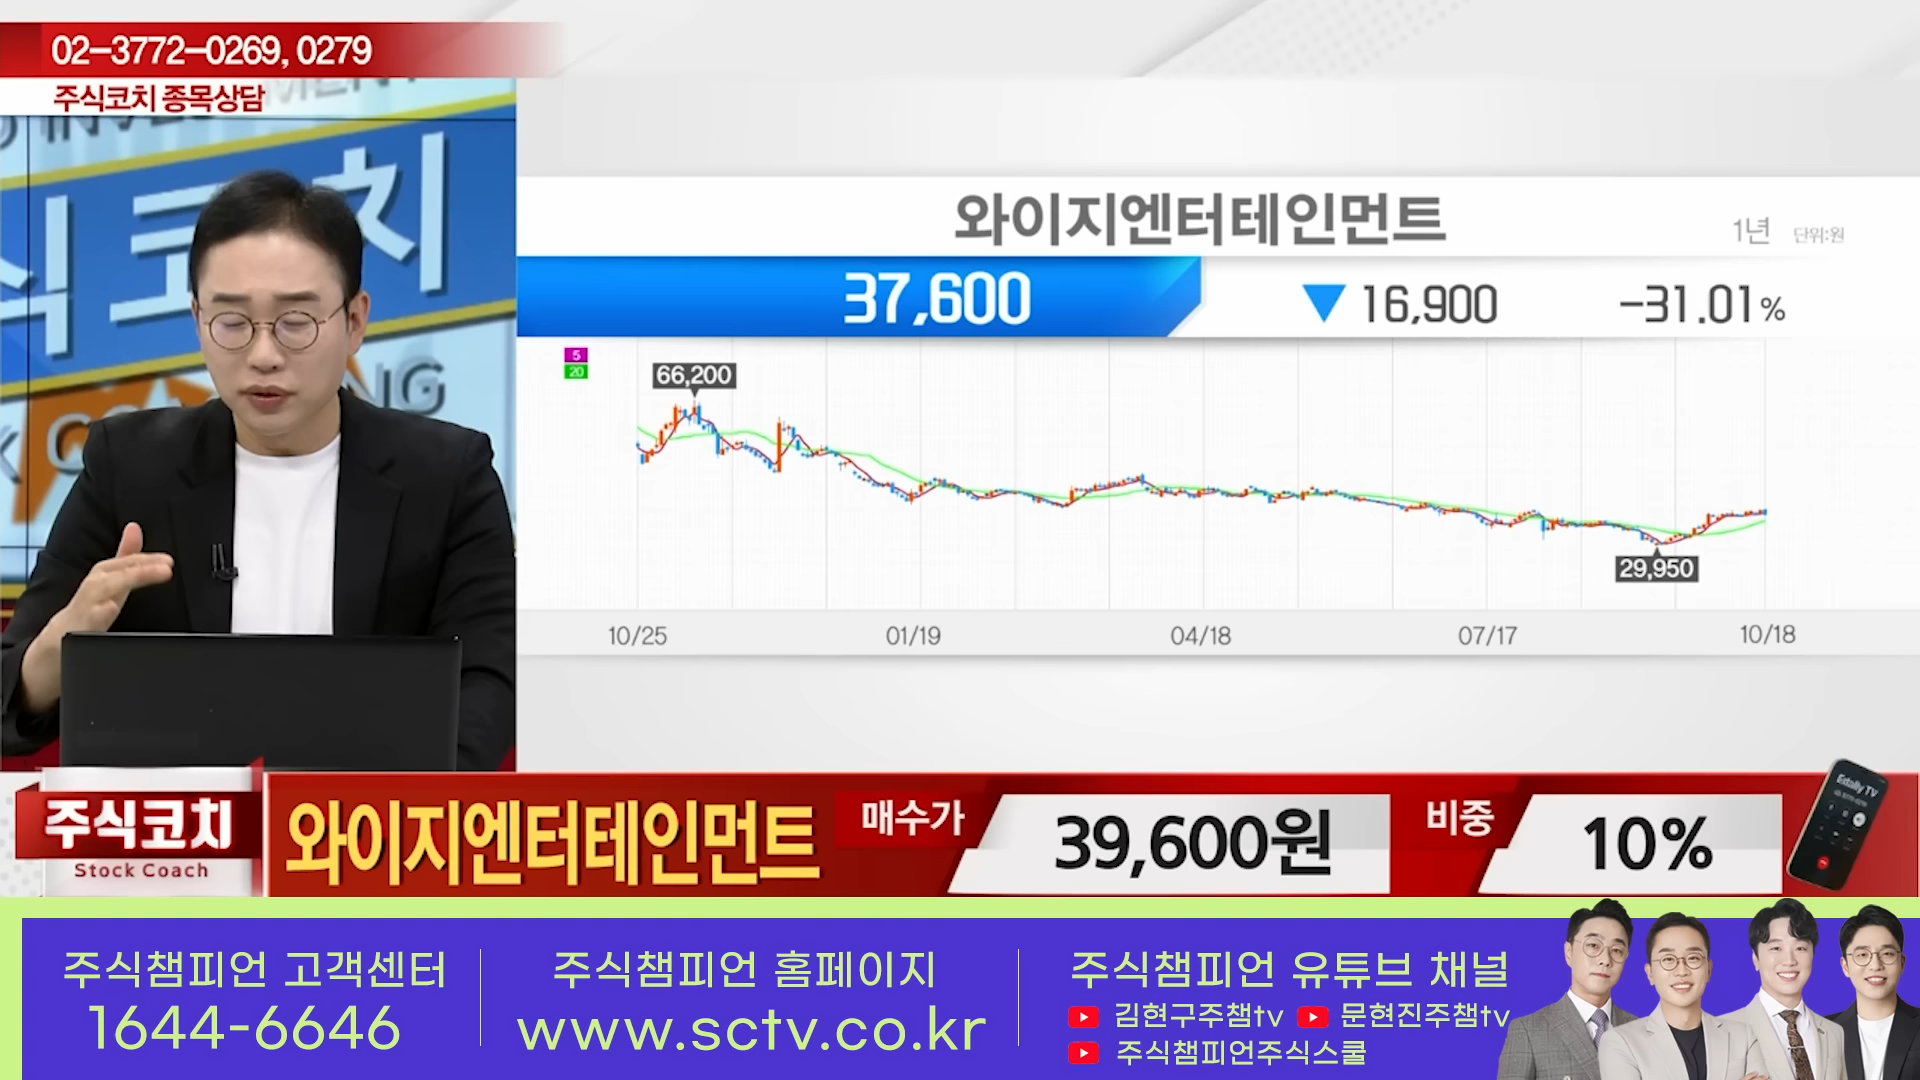 02-3772-0269, 0279
주식코치 종목상담
식코치
와이지엔터테인먼트
1년 단위:원
37,600 ▼ 16,900 -31.01%
5
20
66,200
29,950
10/25 01/19 04/18 07/17 10/18
주식코치
Stock Coach
와이지엔터테인먼트 매수가 39,600원 비중 10%
주식챔피언 고객센터
1644-6646
주식챔피언 홈페이지
www.sctv.co.kr
주식챔피언 유튜브 채널
김현구주챔tv 문현진주챔tv
주식챔피언주식스쿨